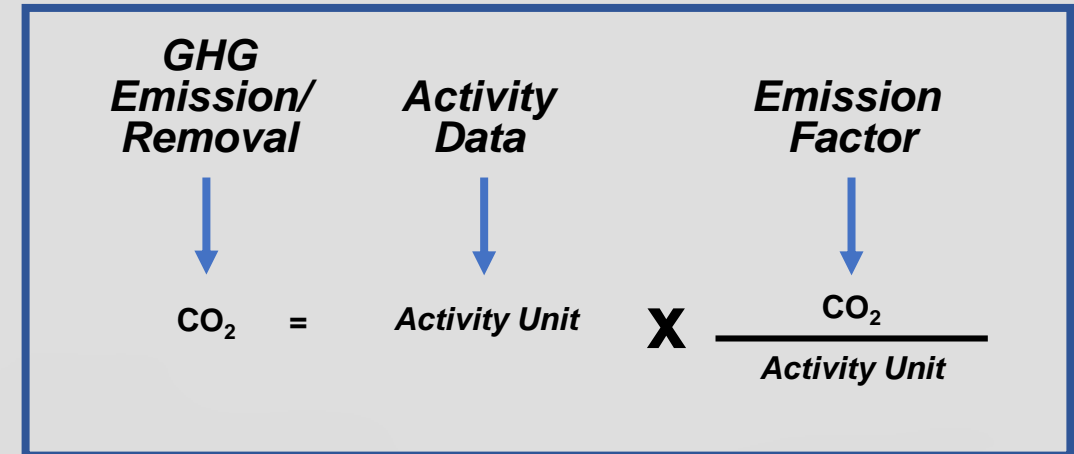 GHG
Emission/
Removal
Activity
Data
Emission
Factor
CO₂ = Activity Unit X CO₂
Activity Unit